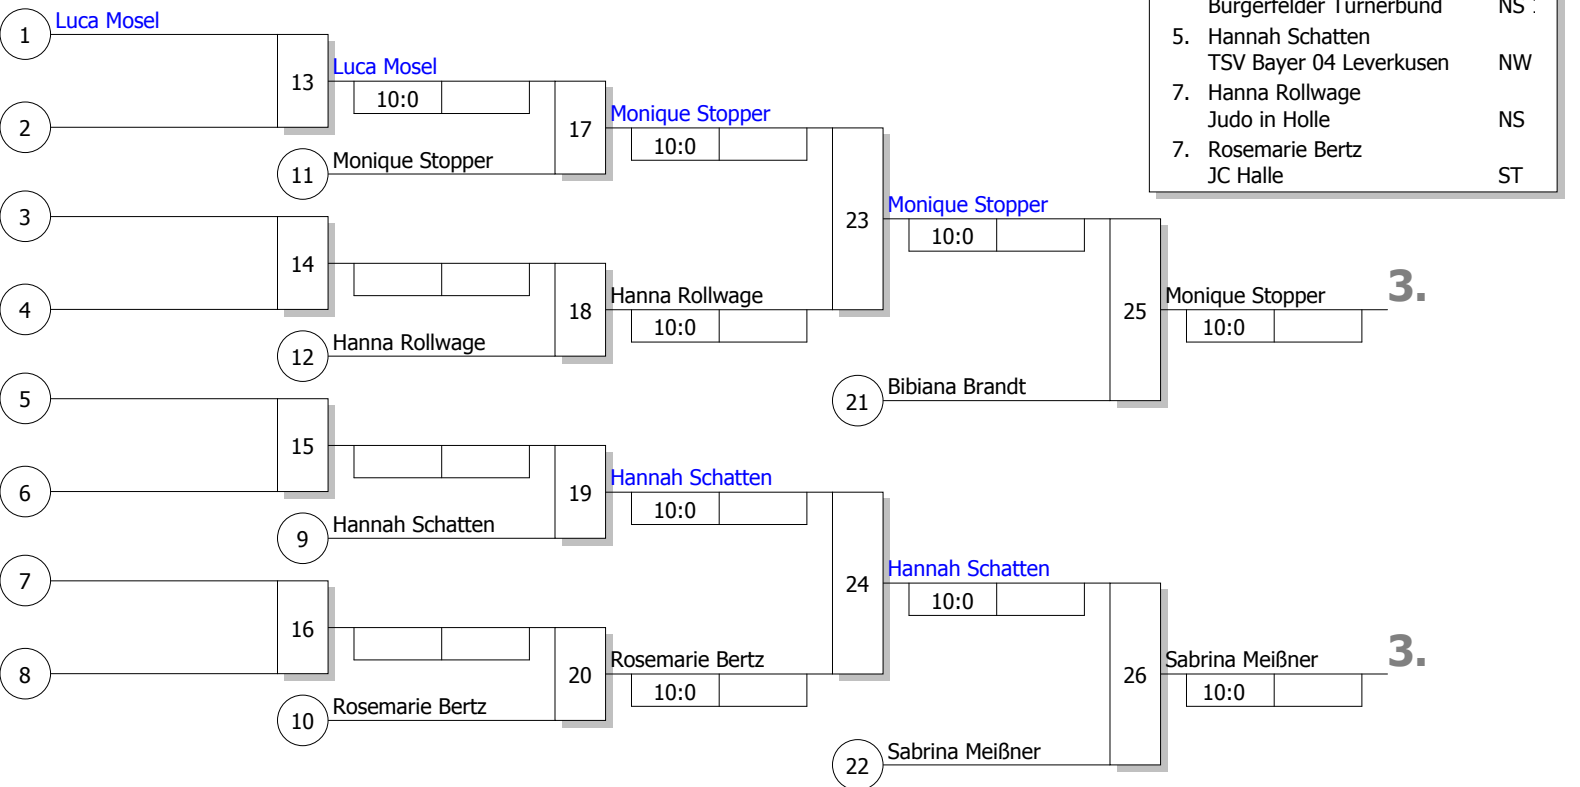 Bürgerfelder Turnerbund NS
5. Hannah Schatten
TSV Bayer 04 Leverkusen NW
7. Hanna Rollwage
Judo in Holle NS
7. Rosemarie Bertz
JC Halle ST
1 Luca Mosel
13
Luca Mosel
10:0
2
17
Monique Stopper
10:0
11 Monique Stopper
3
23
Monique Stopper
10:0
14
4
18
Hanna Rollwage
10:0
12 Hanna Rollwage
25
Monique Stopper
10:0
3.
5
21 Bibiana Brandt
15
6
19
Hannah Schatten
10:0
9 Hannah Schatten
7
24
Hannah Schatten
10:0
16
8
20
Rosemarie Bertz
10:0
10 Rosemarie Bertz
26
Sabrina Meißner
10:0
3.
22 Sabrina Meißner